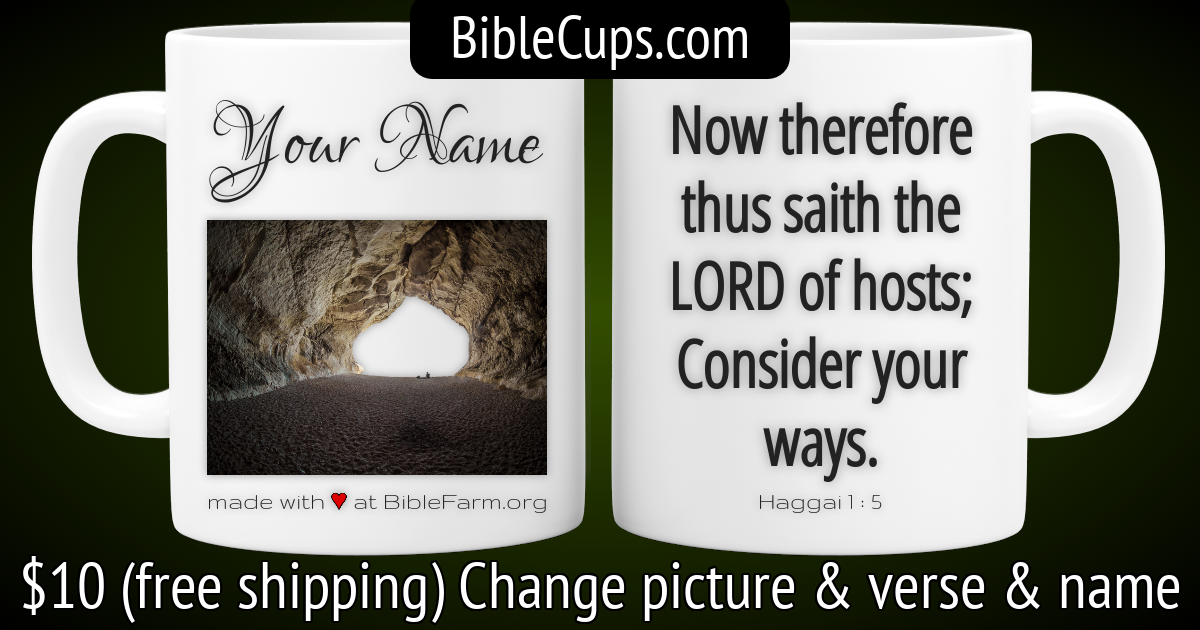 BibleCups.com
Your Name
made with ❤ at BibleFarm.org
Now therefore
thus saith the
LORD of hosts;
Consider your
ways.
Haggai 1 : 5
$10 (free shipping) Change picture & verse & name